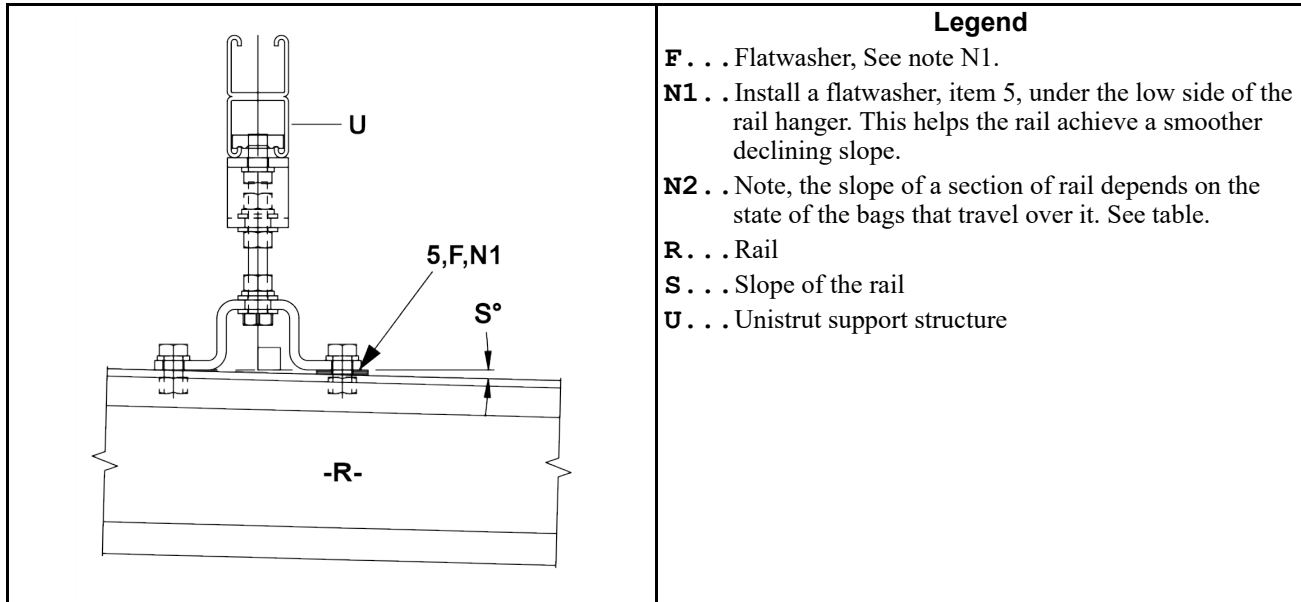 U
5,F,N1
S°
-R-
Legend
F...Flatwasher, See note N1.
N1..Install a flatwasher, item 5, under the low side of the
rail hanger. This helps the rail achieve a smoother
declining slope.
N2..Note, the slope of a section of rail depends on the
state of the bags that travel over it. See table.
R...Rail
S...Slope of the rail
U...Unistrut support structure